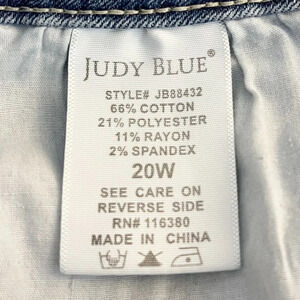 JUDY BLUE®
STYLE# JB88432
66% COTTON
21% POLYESTER
11% RAYON
2% SPANDEX
20W
SEE CARE ON
REVERSE SIDE
RN# 116380
MADE IN CHINA